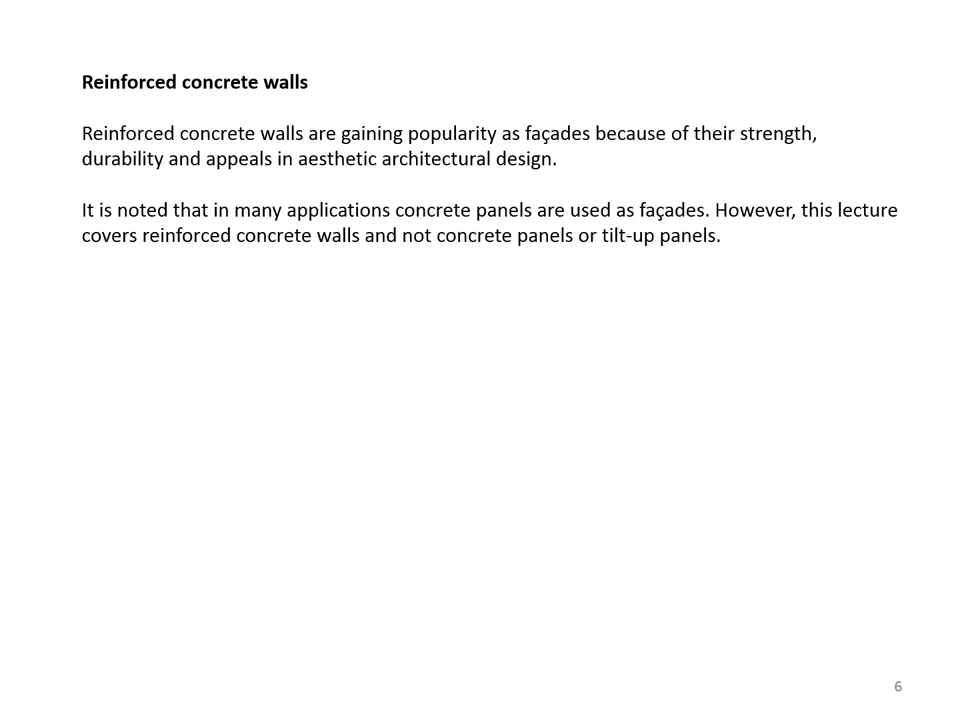 Reinforced concrete walls
Reinforced concrete walls are gaining popularity as façades because of their strength,
durability and appeals in aesthetic architectural design.
It is noted that in many applications concrete panels are used as façades. However, this lecture
covers reinforced concrete walls and not concrete panels or tilt-up panels.
6